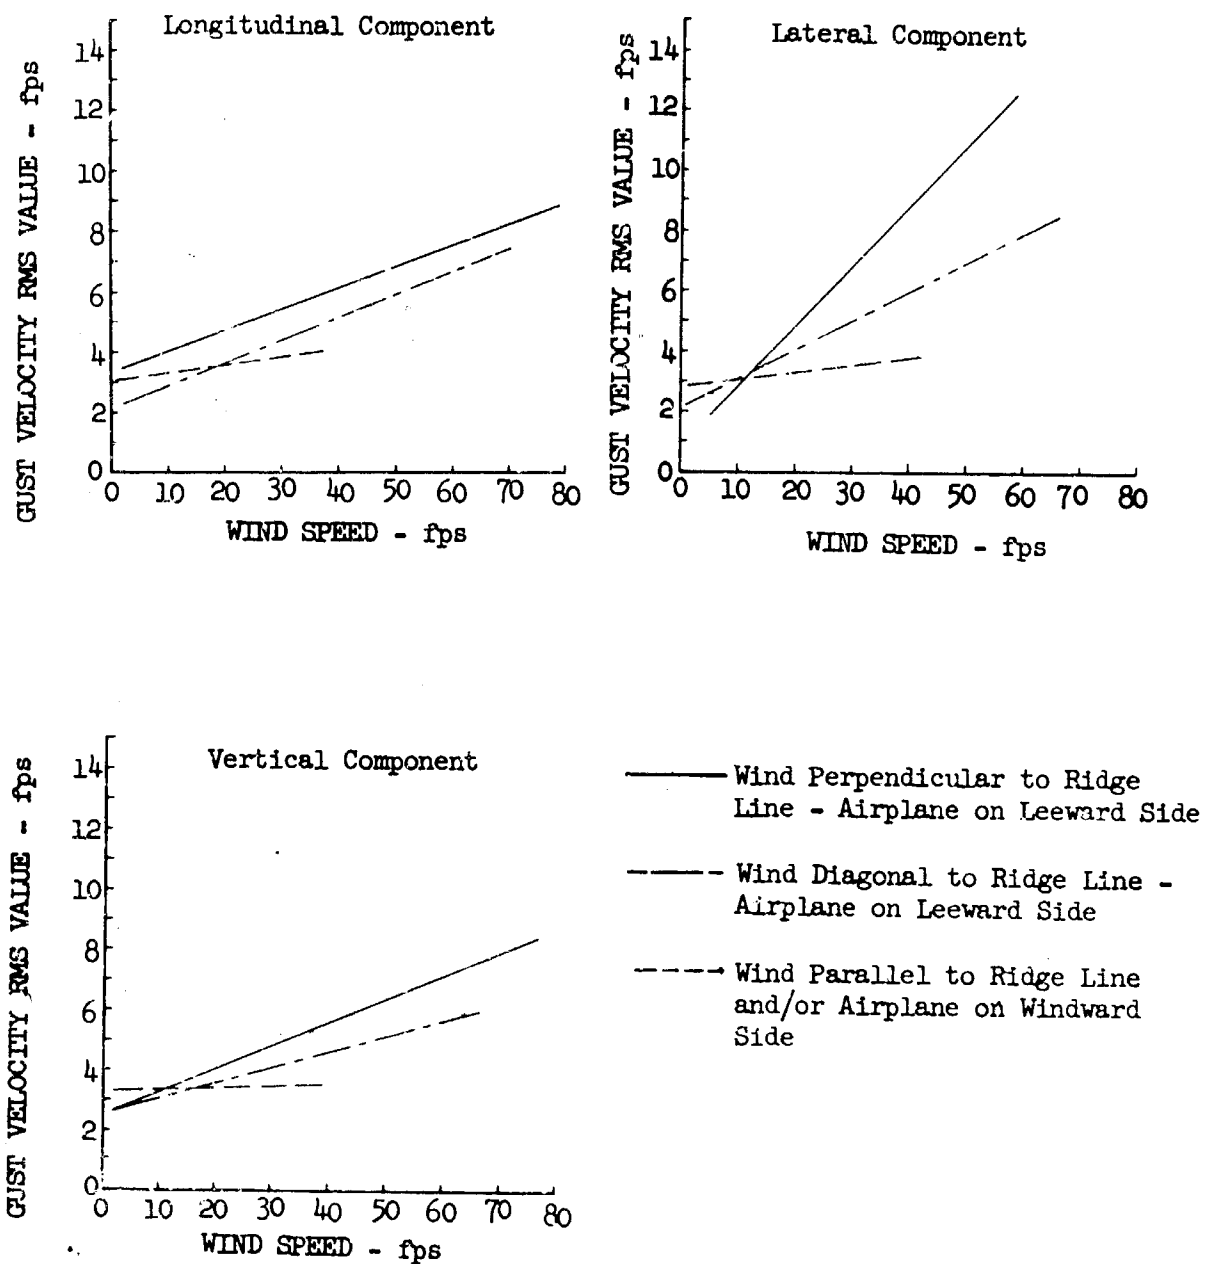 Longitudinal Component
GUST VELOCITY RMS VALUE - fps
14
12
10
8
6
4
2
0
0 10 20 30 40 50 60 70 80
WIND SPEED - fps
Lateral Component
GUST VELOCITY RMS VALUE - fps
14
12
10
8
6
4
2
0
0 10 20 30 40 50 60 70 80
WIND SPEED - fps
Vertical Component
GUST VELOCITY RMS VALUE - fps
14
12
10
8
6
4
2
0
0 10 20 30 40 50 60 70 80
WIND SPEED - fps
Wind Perpendicular to Ridge
Line - Airplane on Leeward Side
Wind Diagonal to Ridge Line -
Airplane on Leeward Side
Wind Parallel to Ridge Line
and/or Airplane on Windward
Side